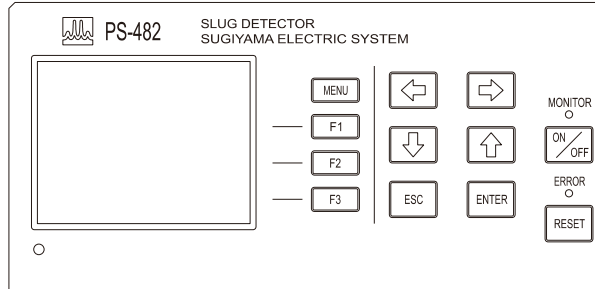 PS-482
SLUG DETECTOR
SUGIYAMA ELECTRIC SYSTEM
MENU
F1
F2
F3
ESC
ENTER
MONITOR
ON/OFF
ERROR
RESET